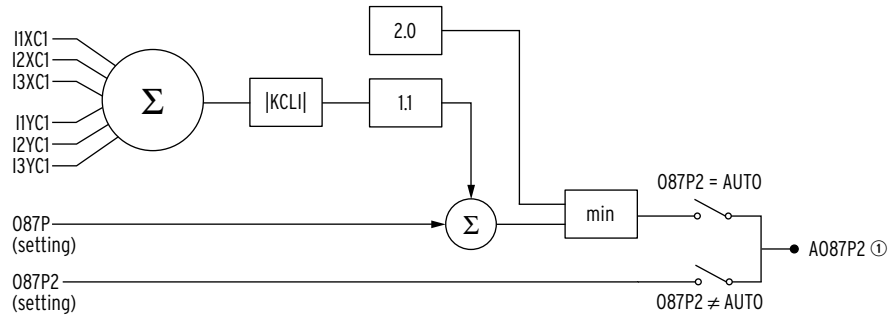 I1XC1
I2XC1
I3XC1
I1YC1
I2YC1
I3YC1
Σ
|KCLI|
2.0
1.1
O87P
(setting)
Σ
min
O87P2 = AUTO
AO87P2 ①
O87P2
(setting)
O87P2 ≠ AUTO